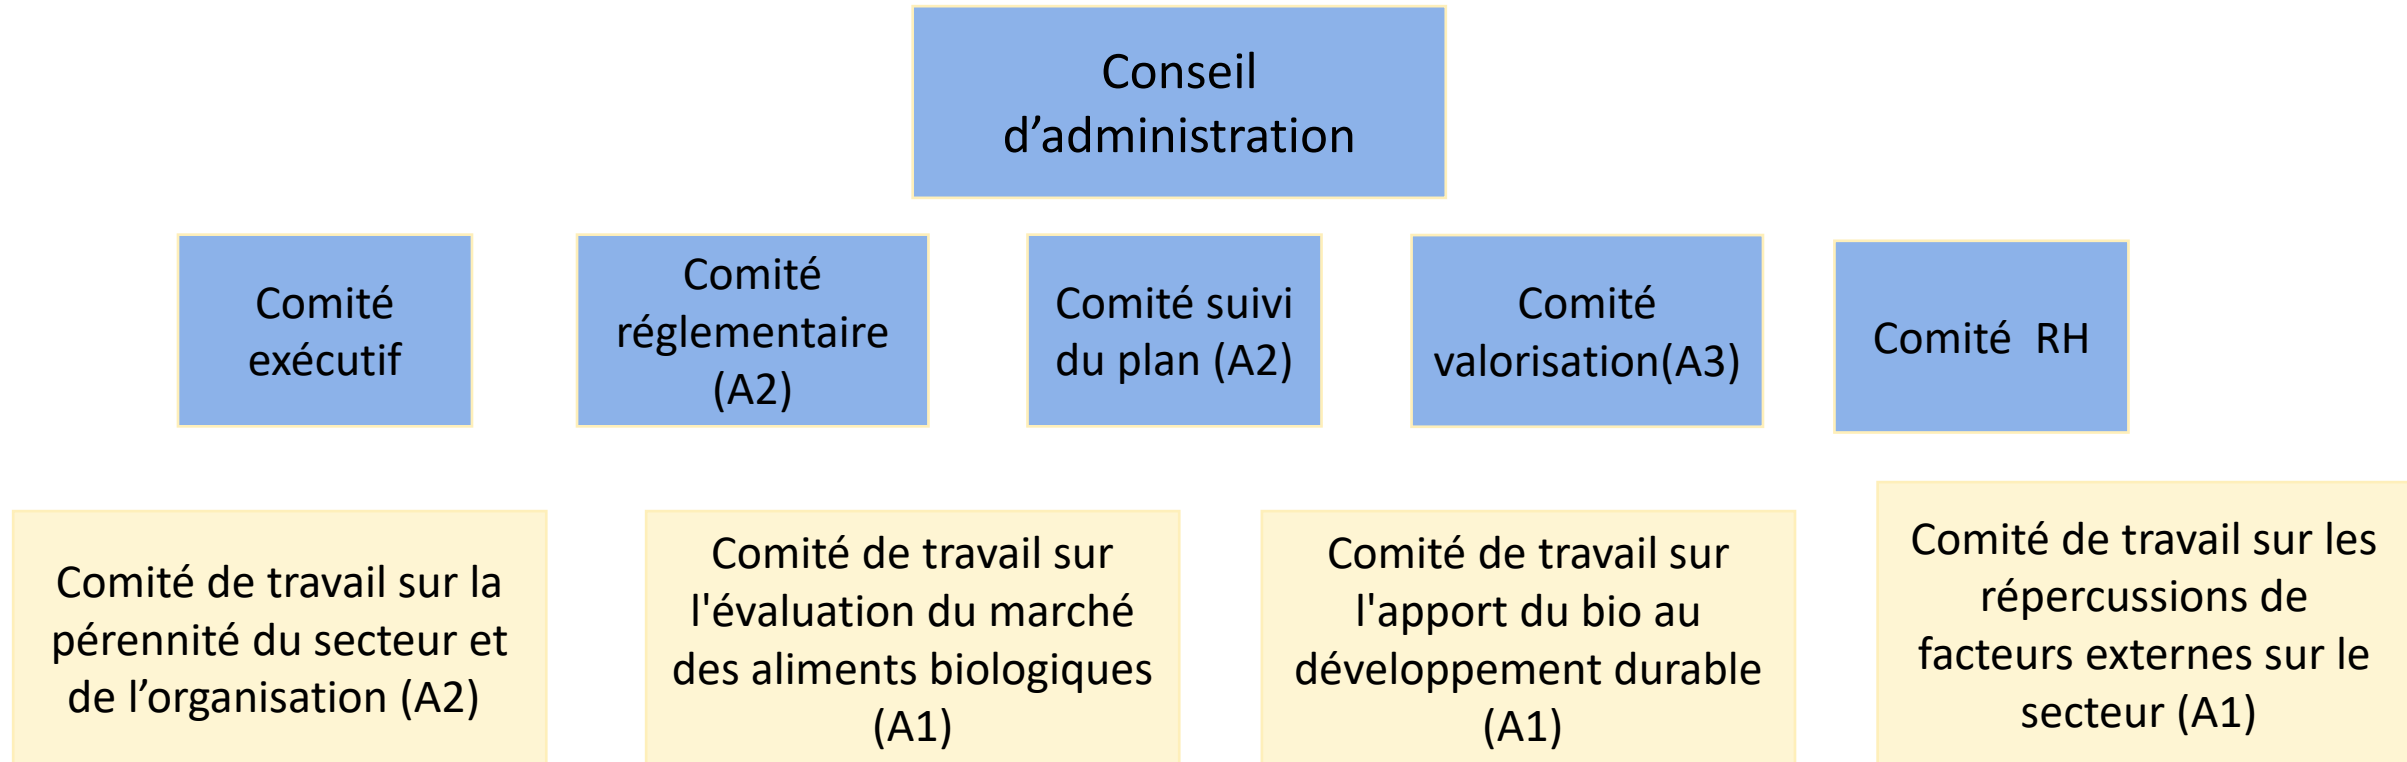 Conseil
d’administration
Comité
exécutif
Comité
réglementaire
(A2)
Comité suivi
du plan (A2)
Comité
valorisation(A3)
Comité  RH
Comité de travail sur la
pérennité du secteur et
de l’organisation (A2)
Comité de travail sur
l'évaluation du marché
des aliments biologiques
(A1)
Comité de travail sur
l'apport du bio au
développement durable
(A1)
Comité de travail sur les
répercussions de
facteurs externes sur le
secteur (A1)